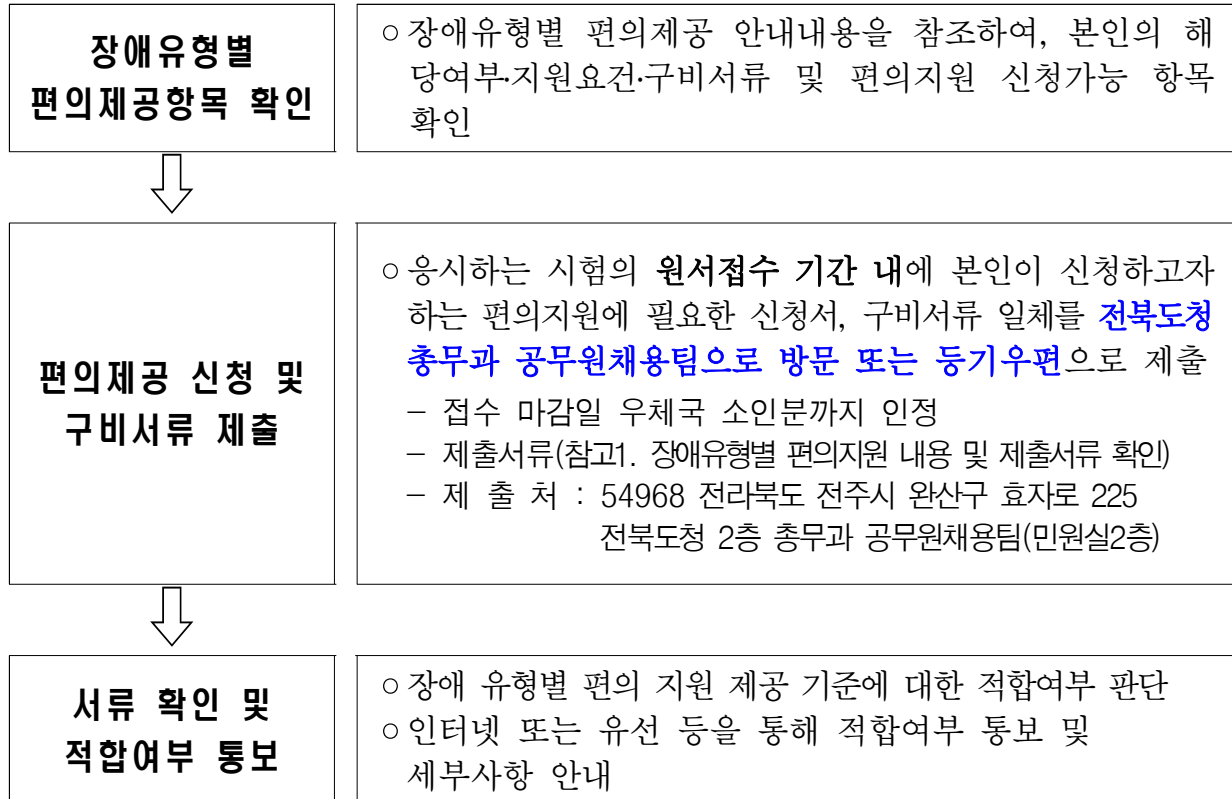 장애유형별
편의제공항목 확인
○ 장애유형별 편의제공 안내내용을 참조하여, 본인의 해
당여부·지원요건·구비서류 및 편의지원 신청가능 항목
확인
편의제공 신청 및
구비서류 제출
○ 응시하는 시험의 원서접수 기간 내에 본인이 신청하고자
하는 편의지원에 필요한 신청서, 구비서류 일체를 전북도청
총무과 공무원채용팀으로 방문 또는 등기우편으로 제출
- 접수 마감일 우체국 소인분까지 인정
- 제출서류(참고1. 장애유형별 편의지원 내용 및 제출서류 확인)
- 제 출 처 : 54968 전라북도 전주시 완산구 효자로 225
전북도청 2층 총무과 공무원채용팀(민원실2층)
서류 확인 및
적합여부 통보
○ 장애 유형별 편의 지원 제공 기준에 대한 적합여부 판단
○ 인터넷 또는 유선 등을 통해 적합여부 통보 및
세부사항 안내